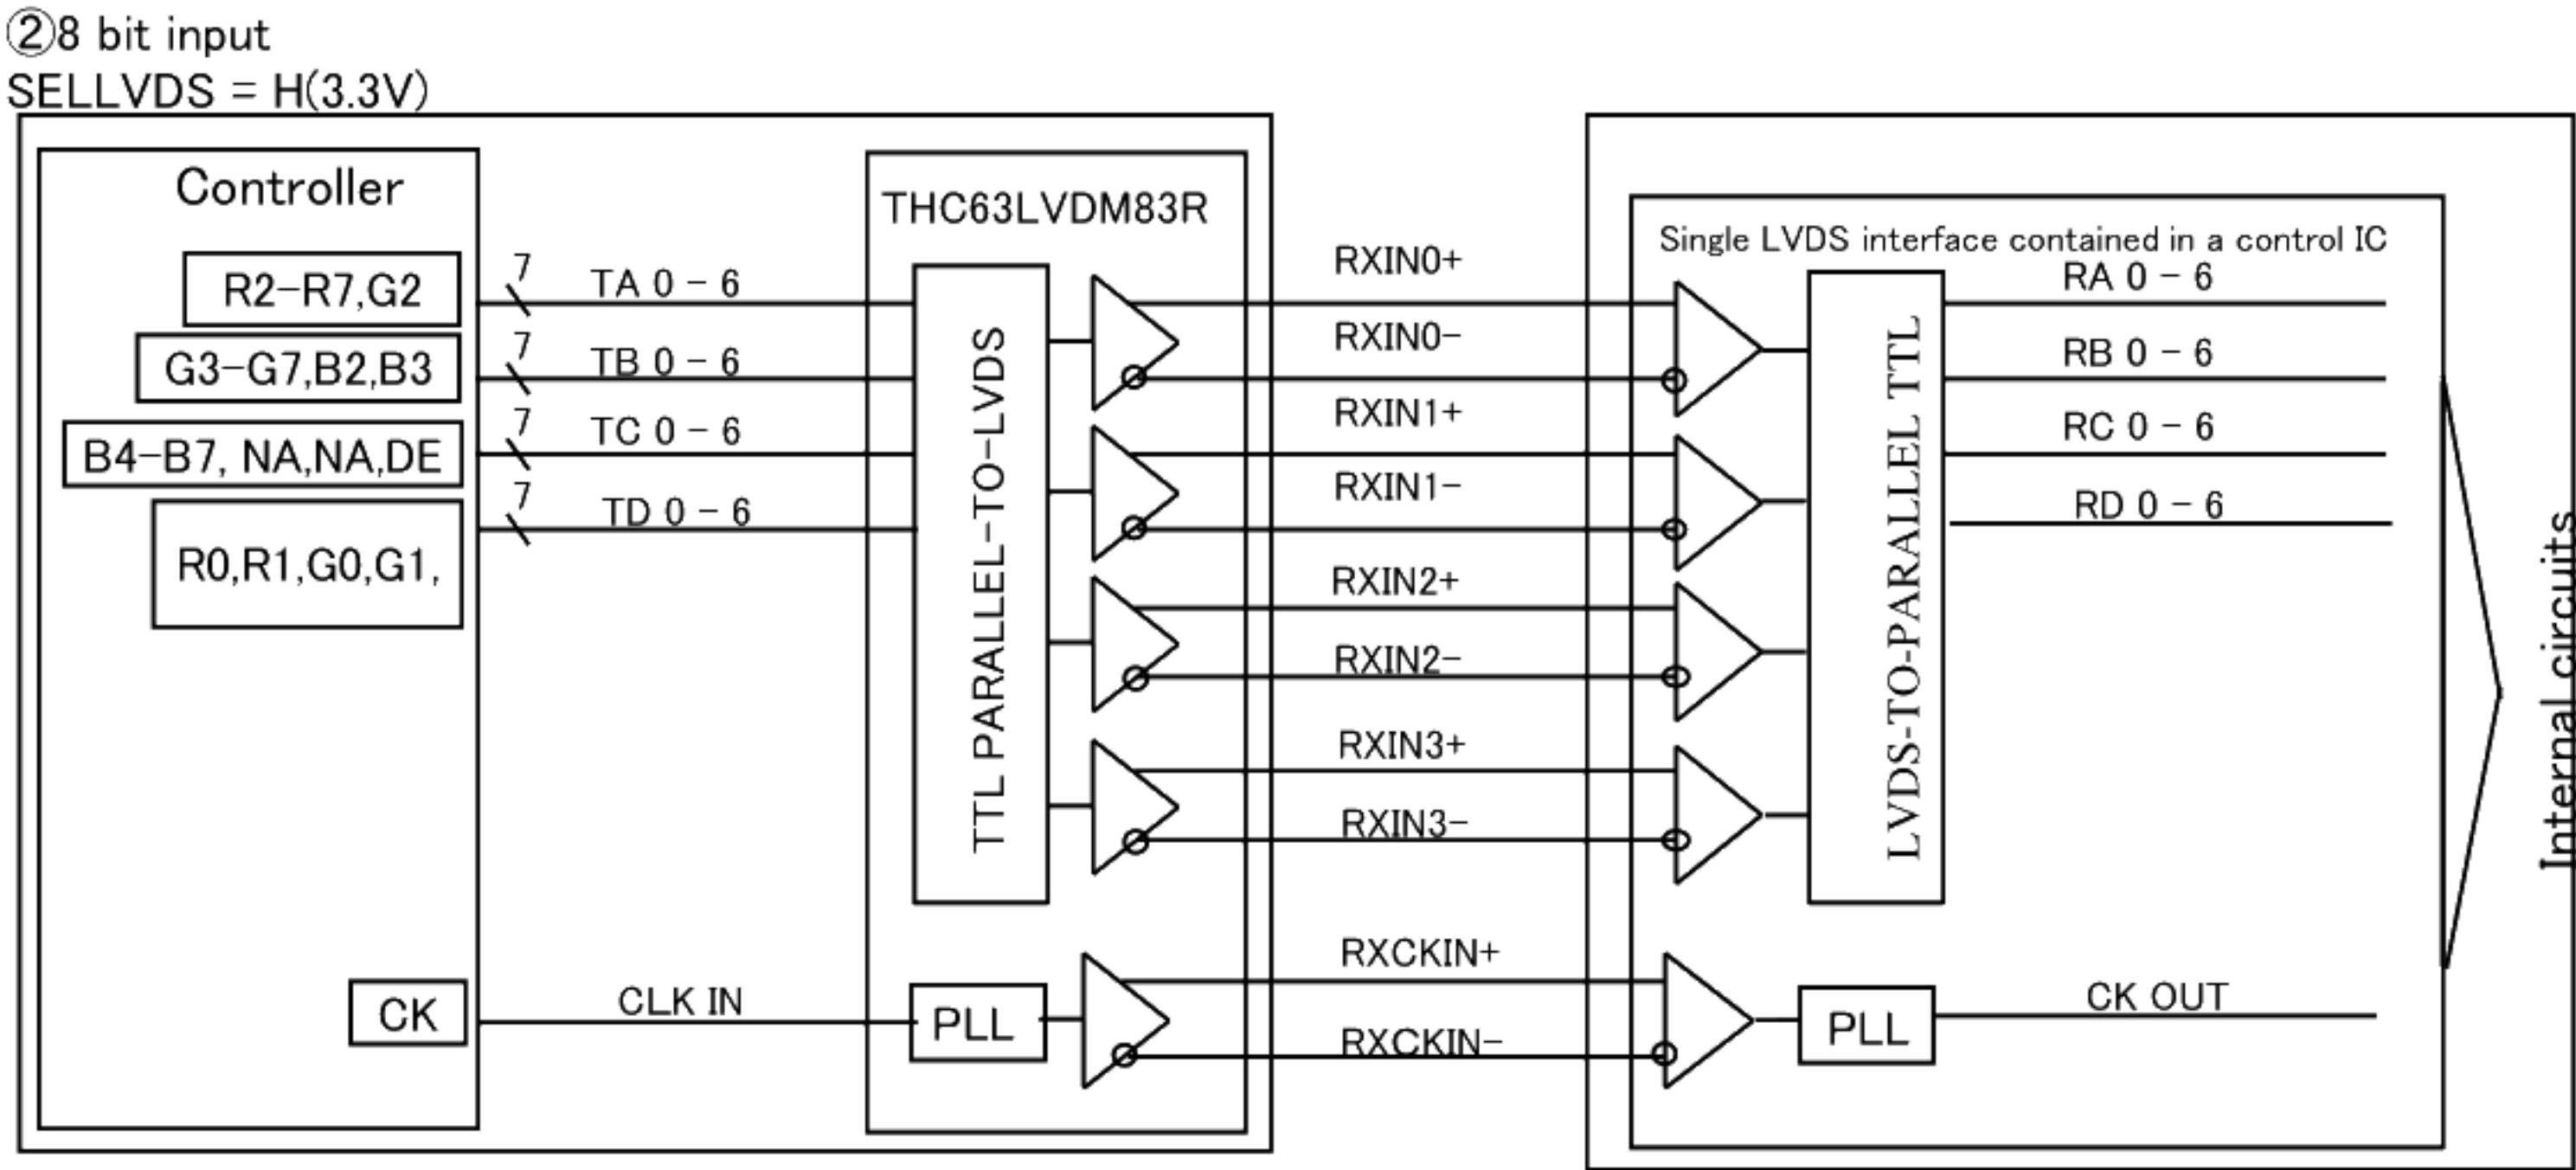 ②8 bit input
SELLVDS = H(3.3V)
Controller
R2-R7,G2
G3-G7,B2,B3
B4-B7, NA,NA,DE
R0,R1,G0,G1,
CK
7
TA 0 - 6
7
TB 0 - 6
7
TC 0 - 6
7
TD 0 - 6
CLK IN
THC63LVDM83R
TTL PARALLEL-TO-LVDS
PLL
RXIN0+
RXIN0-
RXIN1+
RXIN1-
RXIN2+
RXIN2-
RXIN3+
RXIN3-
RXCKIN+
RXCKIN-
Single LVDS interface contained in a control IC
LVDS-TO-PARALLEL TTL
PLL
RA 0 - 6
RB 0 - 6
RC 0 - 6
RD 0 - 6
CK OUT
Internal circuits